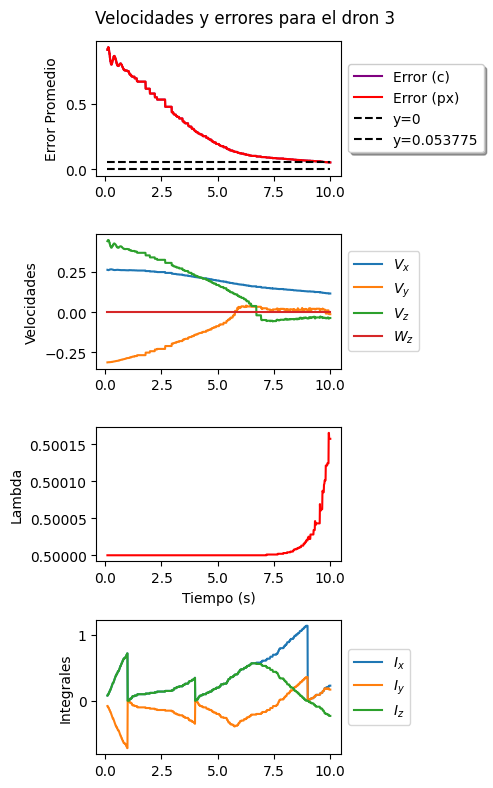 Velocidades y errores para el dron 3
Error Promedio
0.5
0.0
0.0 2.5 5.0 7.5 10.0
Error (c)
Error (px)
y=0
y=0.053775
Velocidades
0.25
0.00
−0.25
0.0 2.5 5.0 7.5 10.0
V_x
V_y
V_z
W_z
Lambda
0.50015
0.50010
0.50005
0.50000
0.0 2.5 5.0 7.5 10.0
Tiempo (s)
Integrales
1
0
0.0 2.5 5.0 7.5 10.0
I_x
I_y
I_z